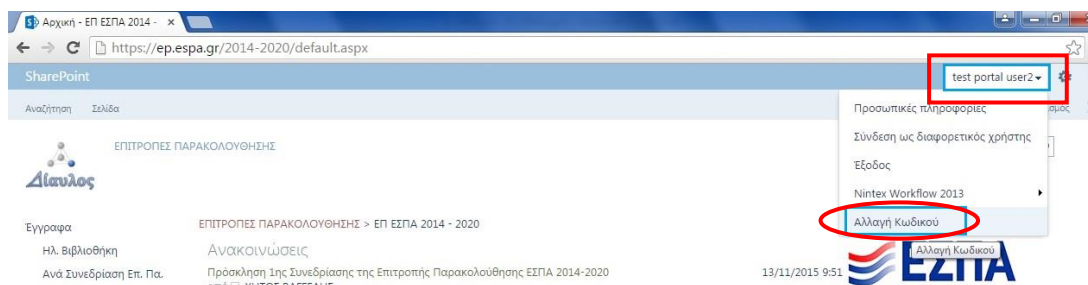 Αρχική - ΕΠ ΕΣΠΑ 2014 -
https://ep.espa.gr/2014-2020/default.aspx
SharePoint
test portal user2
Αναζήτηση Σελίδα
Προσωπικές πληροφορίες
Σύνδεση ως διαφορετικός χρήστης
Έξοδος
Nintex Workflow 2013
Αλλαγή Κωδικού
Αλλαγή Κωδικού
ΕΠΙΤΡΟΠΕΣ ΠΑΡΑΚΟΛΟΥΘΗΣΗΣ
Δίαυλος
Έγγραφα
Ηλ. Βιβλιοθήκη
Ανά Συνεδρίαση Επ. Πα.
ΕΠΙΤΡΟΠΕΣ ΠΑΡΑΚΟΛΟΥΘΗΣΗΣ > ΕΠ ΕΣΠΑ 2014 - 2020
Ανακοινώσεις
Πρόσκληση 1ης Συνεδρίασης της Επιτροπής Παρακολούθησης ΕΣΠΑ 2014-2020
13/11/2015 9:51
ΕΣΠΑ